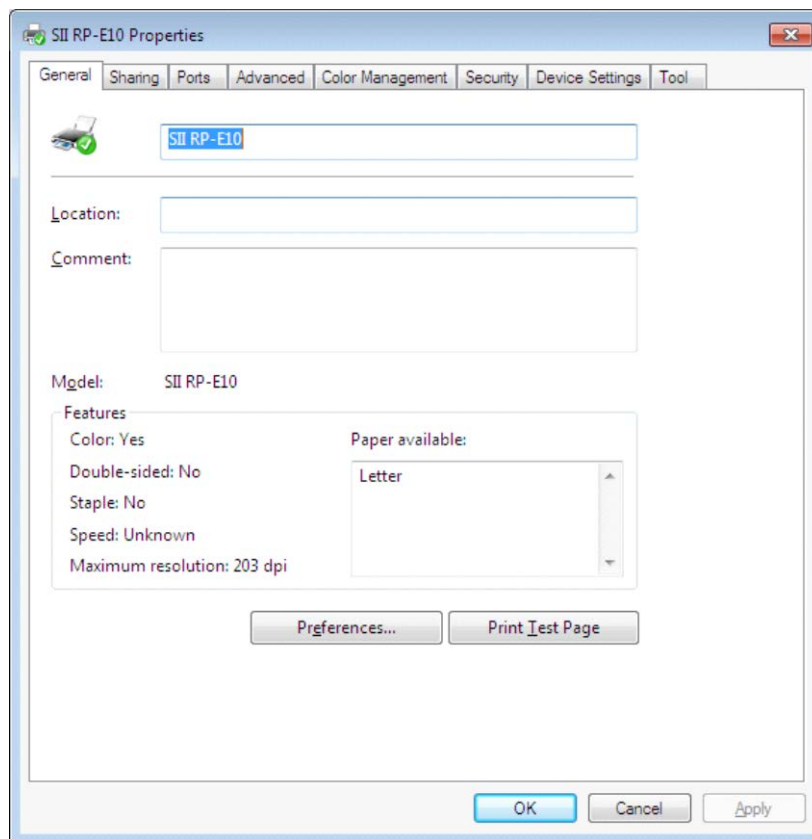 SII RP-E10 Properties
General Sharing Ports Advanced Color Management Security Device Settings Tool
SII RP-E10
Location:
Comment:
Model: SII RP-E10
Features
Color: Yes
Paper available:
Double-sided: No
Letter
Staple: No
Speed: Unknown
Maximum resolution: 203 dpi
Preferences... Print Test Page
OK Cancel Apply